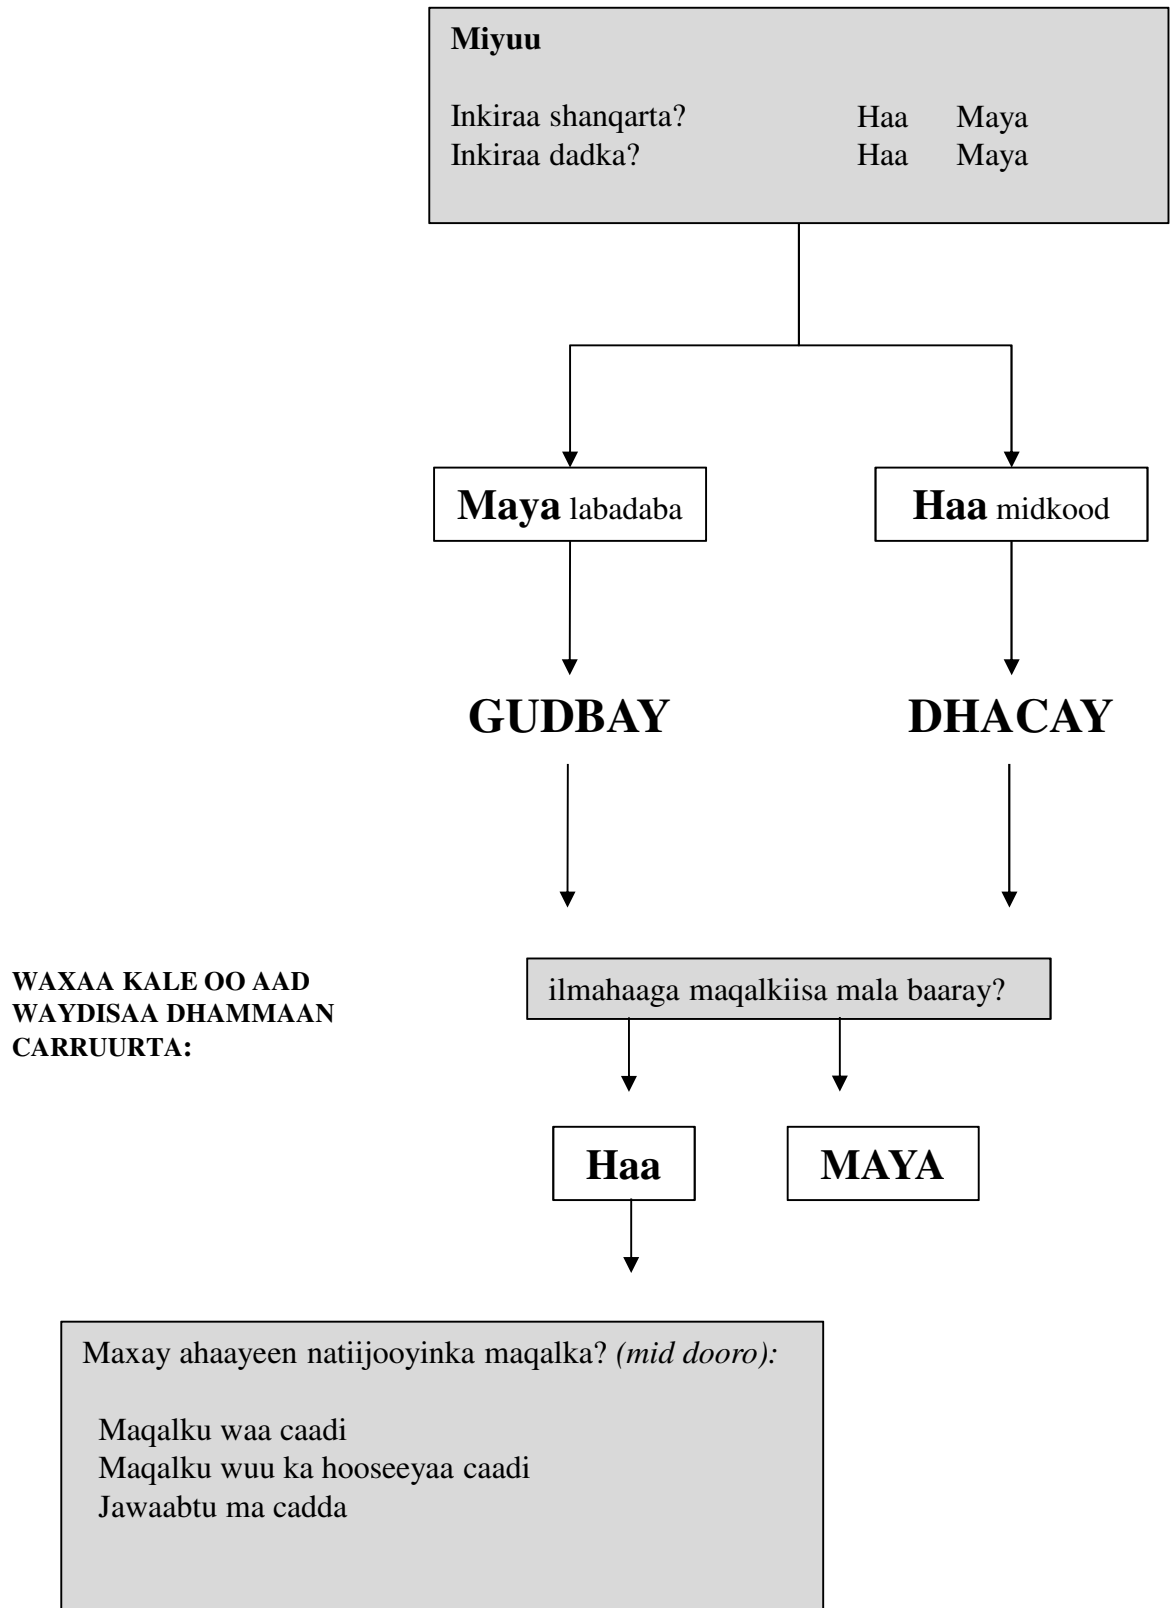 Miyuu
Inkiraa shanqarta? Haa Maya
Inkiraa dadka? Haa Maya
Maya labadaba
Haa midkood
GUDBAY
DHACAY
WAXAA KALE OO AAD
WAYDISAA DHAMMAAN
CARRUURTA:
ilmahaaga maqalkiisa mala baaray?
Haa
MAYA
Maxay ahaayeen natiijooyinka maqalka? (mid dooro):
Maqalku waa caadi
Maqalku wuu ka hooseeyaa caadi
Jawaabtu ma cadda